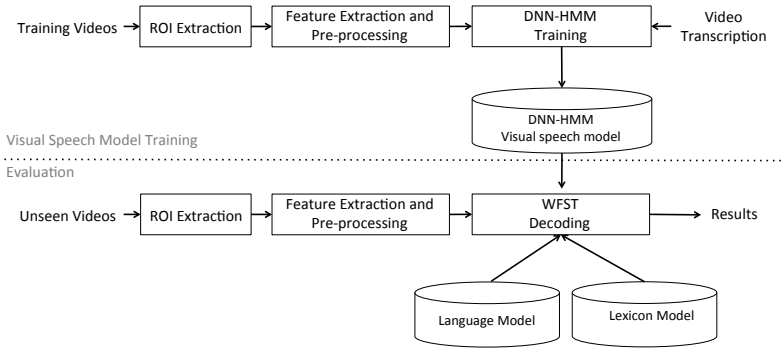 Training Videos
ROI Extraction
Feature Extraction and
Pre-processing
DNN-HMM
Training
Video
Transcription
DNN-HMM
Visual speech model
Visual Speech Model Training
Evaluation
Unseen Videos
ROI Extraction
Feature Extraction and
Pre-processing
WFST
Decoding
Results
Language Model
Lexicon Model